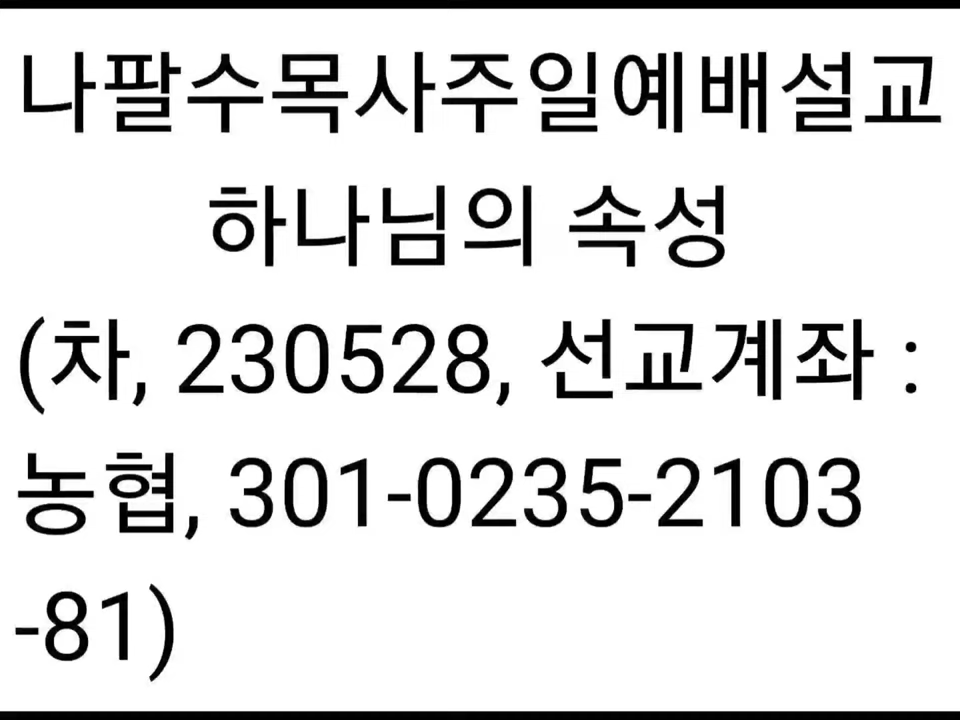 나팔수목사주일예배설교
하나님의 속성
(차, 230528, 선교계좌 :
농협, 301-0235-2103
-81)